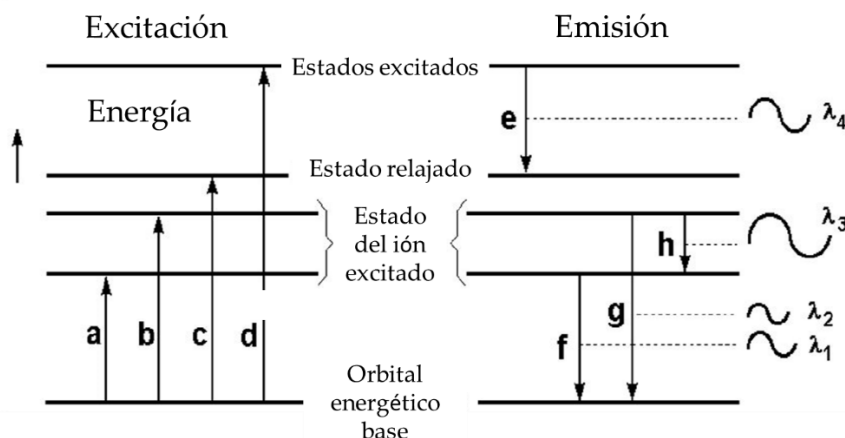 Excitación
Emisión
Estados excitados
Energía
e
λ4
Estado relajado
Estado
del ión
excitado
λ3
h
a
b
c
d
f
g
λ2
λ1
Orbital
energético
base